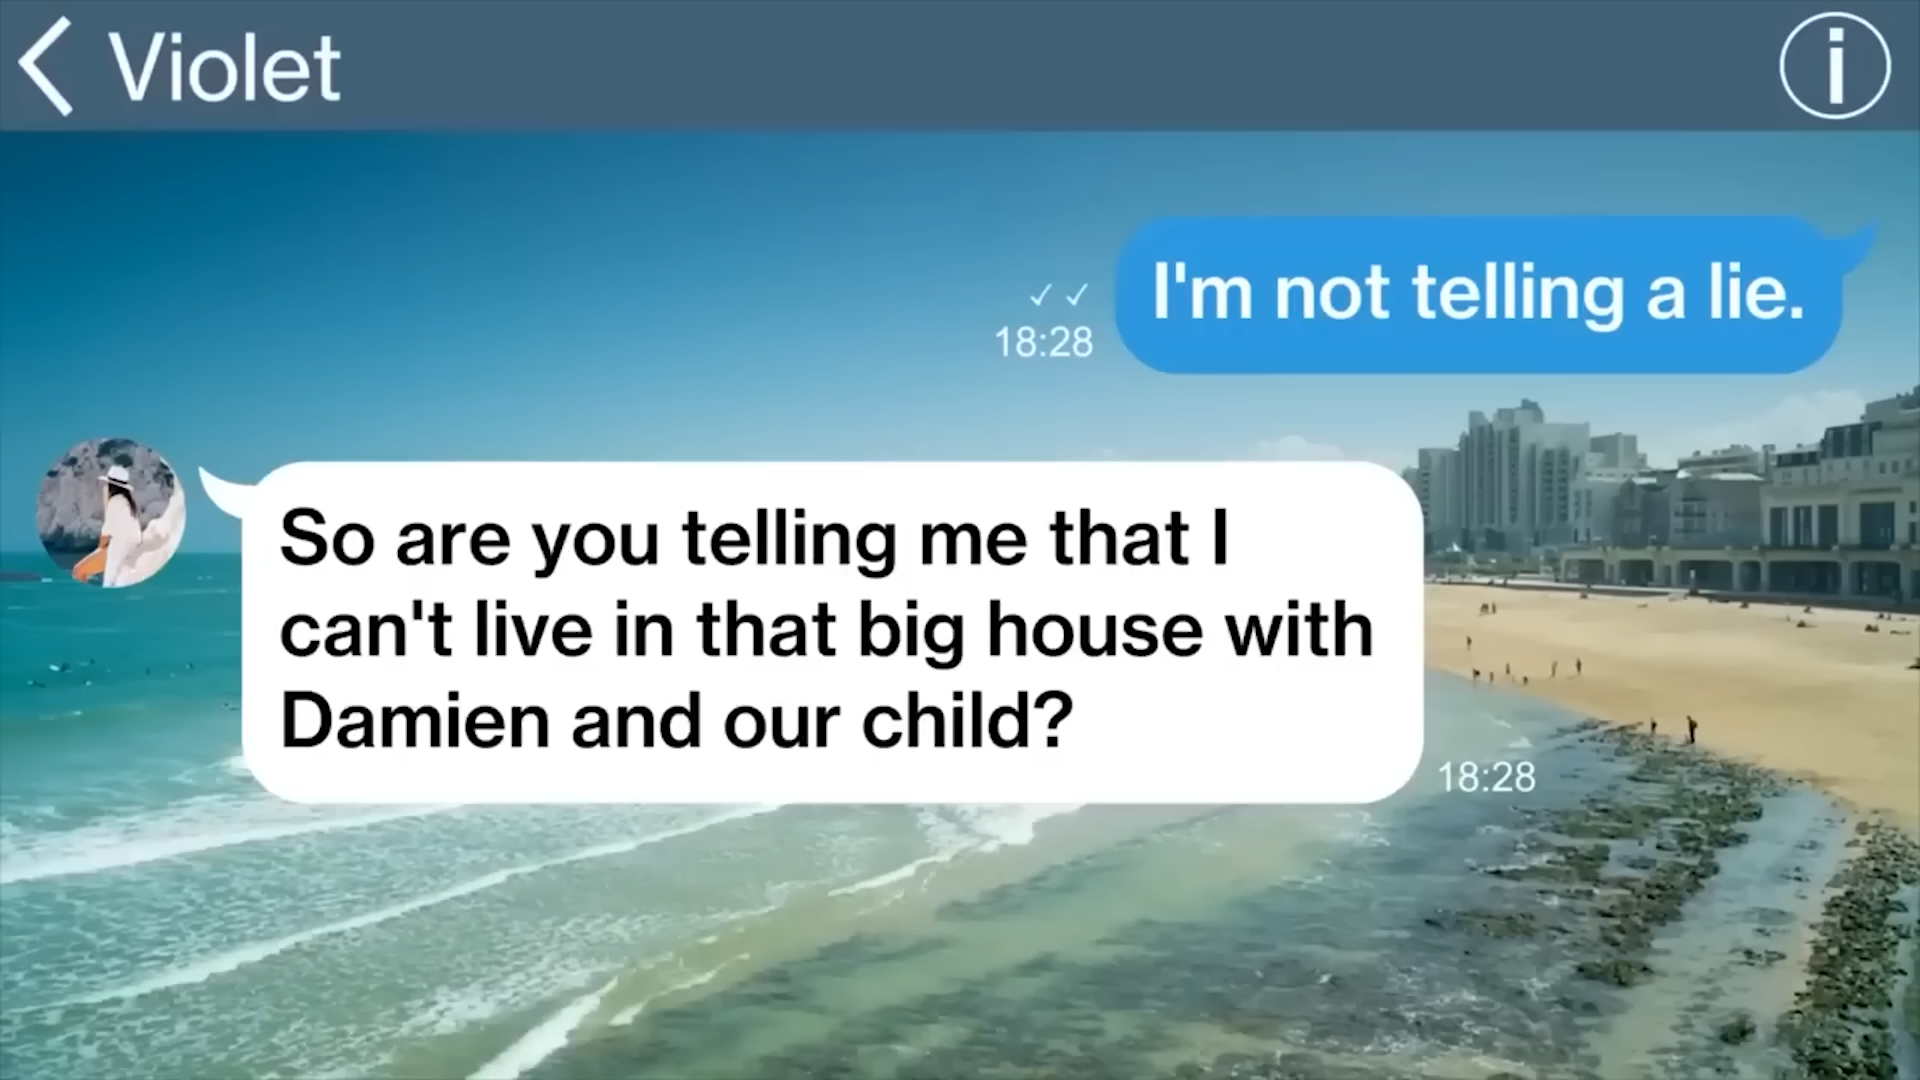 Violet
I'm not telling a lie.
18:28
So are you telling me that I
can't live in that big house with
Damien and our child?
18:28